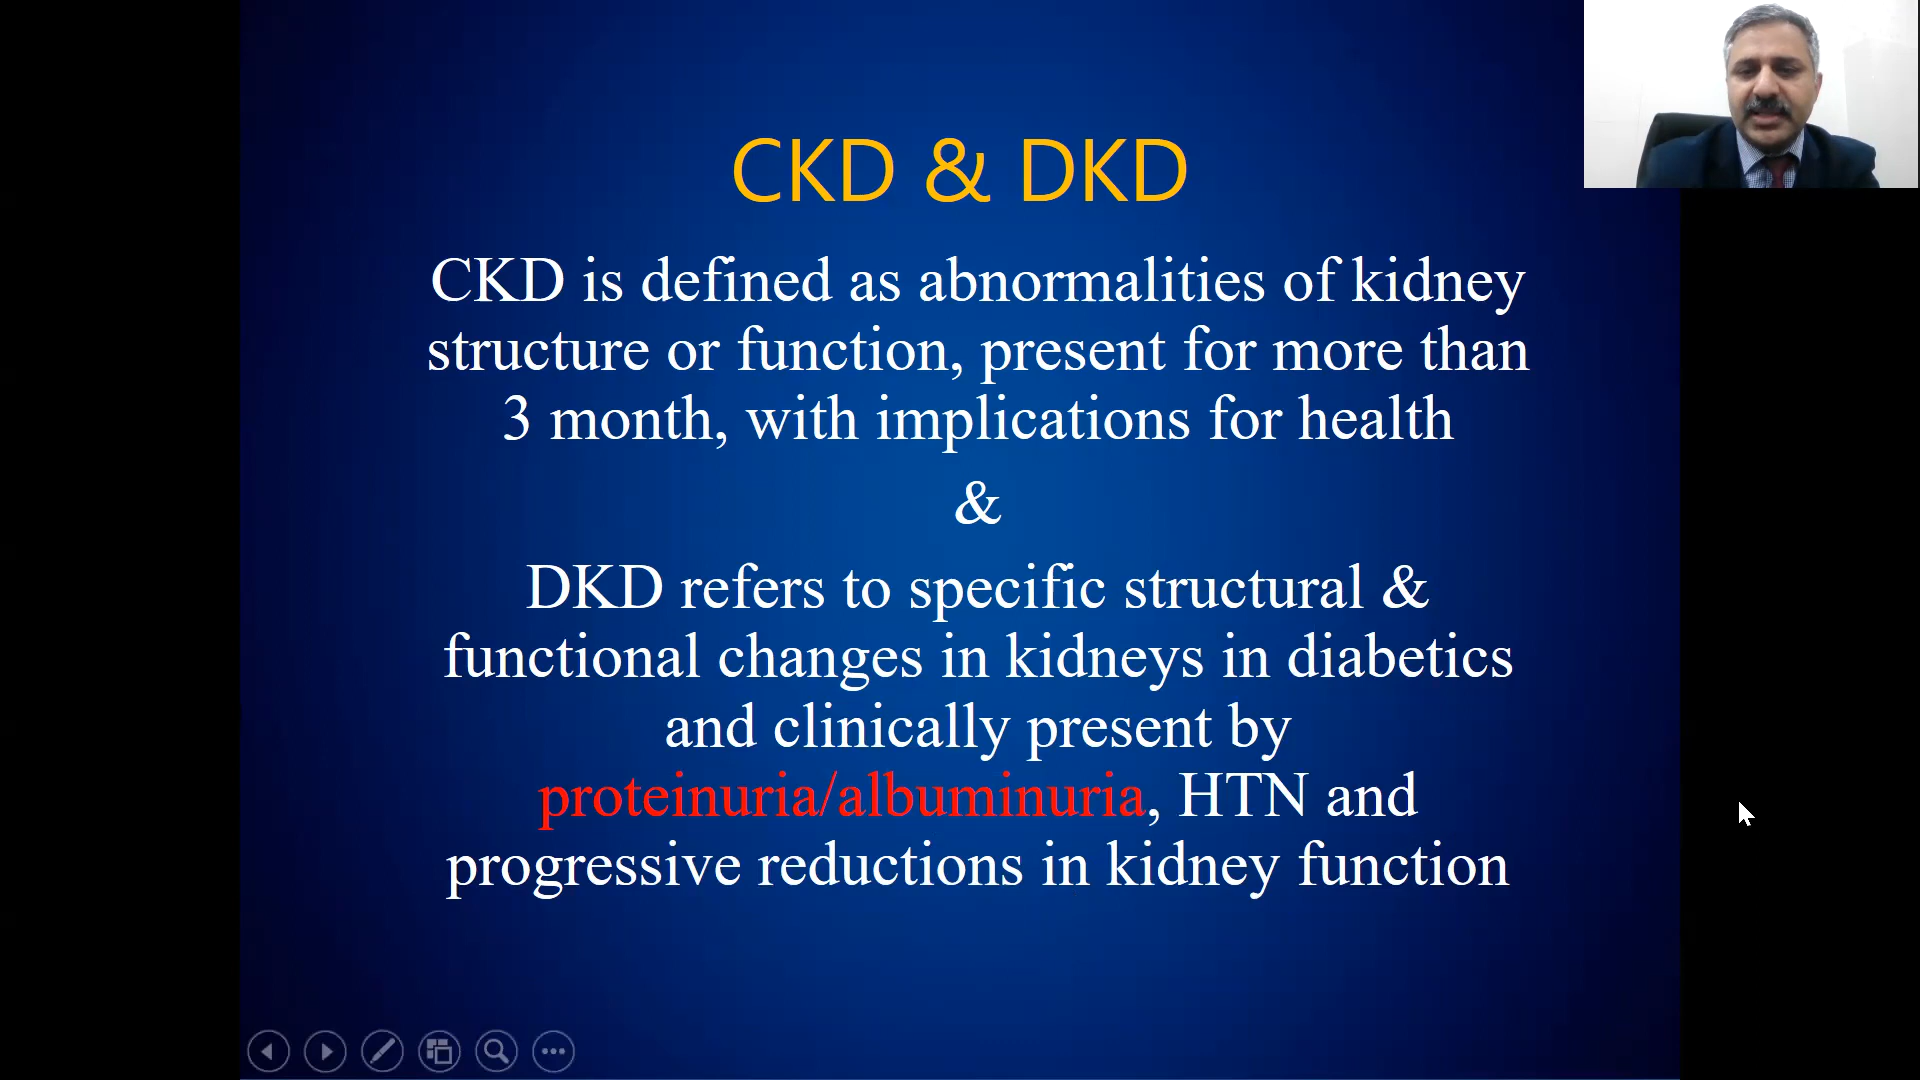 CKD & DKD
CKD is defined as abnormalities of kidney
structure or function, present for more than
3 month, with implications for health
&
DKD refers to specific structural &
functional changes in kidneys in diabetics
and clinically present by
proteinuria/albuminuria, HTN and
progressive reductions in kidney function